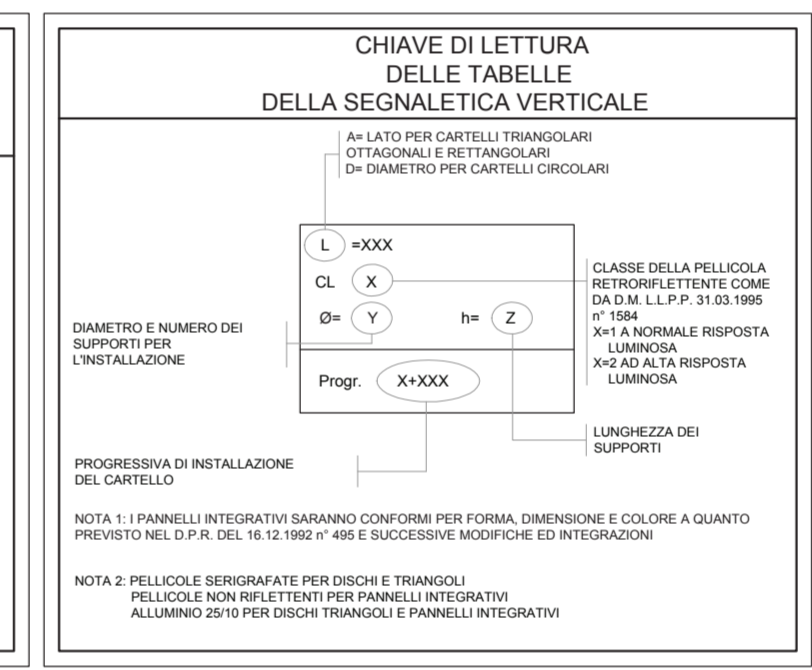 CHIAVE DI LETTURA
DELLE TABELLE
DELLA SEGNALETICA VERTICALE
A= LATO PER CARTELLI TRIANGOLARI
OTTAGONALI E RETTANGOLARI
D= DIAMETRO PER CARTELLI CIRCOLARI
L =XXX
CL X
Ø= Y h= Z
Progr. X+XXX
CLASSE DELLA PELLICOLA
RETRORIFLETTENTE COME
DA D.M. L.L.P.P. 31.03.1995
n° 1584
X=1 A NORMALE RISPOSTA
LUMINOSA
X=2 AD ALTA RISPOSTA
LUMINOSA
DIAMETRO E NUMERO DEI
SUPPORTI PER
L'INSTALLAZIONE
LUNGHEZZA DEI
SUPPORTI
PROGRESSIVA DI INSTALLAZIONE
DEL CARTELLO
NOTA 1: I PANNELLI INTEGRATIVI SARANNO CONFORMI PER FORMA, DIMENSIONE E COLORE A QUANTO
PREVISTO NEL D.P.R. DEL 16.12.1992 n° 495 E SUCCESSIVE MODIFICHE ED INTEGRAZIONI
NOTA 2: PELLICOLE SERIGRAFATE PER DISCHI E TRIANGOLI
PELLICOLE NON RIFLETTENTI PER PANNELLI INTEGRATIVI
ALLUMINIO 25/10 PER DISCHI TRIANGOLI E PANNELLI INTEGRATIVI